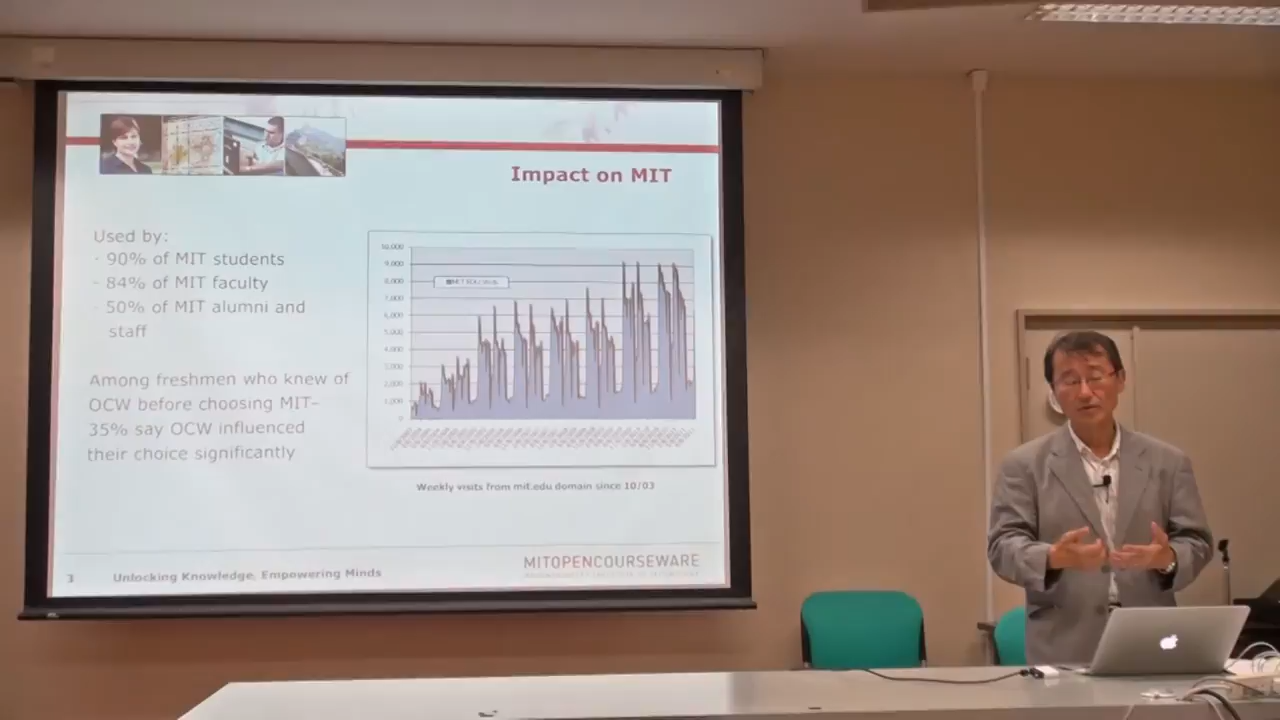 Impact on MIT
Used by:
- 90% of MIT students
- 84% of MIT faculty
- 50% of MIT alumni and
staff
Among freshmen who knew of
OCW before choosing MIT–
35% say OCW influenced
their choice significantly
10,000
9,000
8,000
7,000
6,000
5,000
4,000
3,000
2,000
1,000
0
Weekly visits from mit.edu domain since 10/03
3
Unlocking Knowledge, Empowering Minds
MITOPENCOURSEWARE